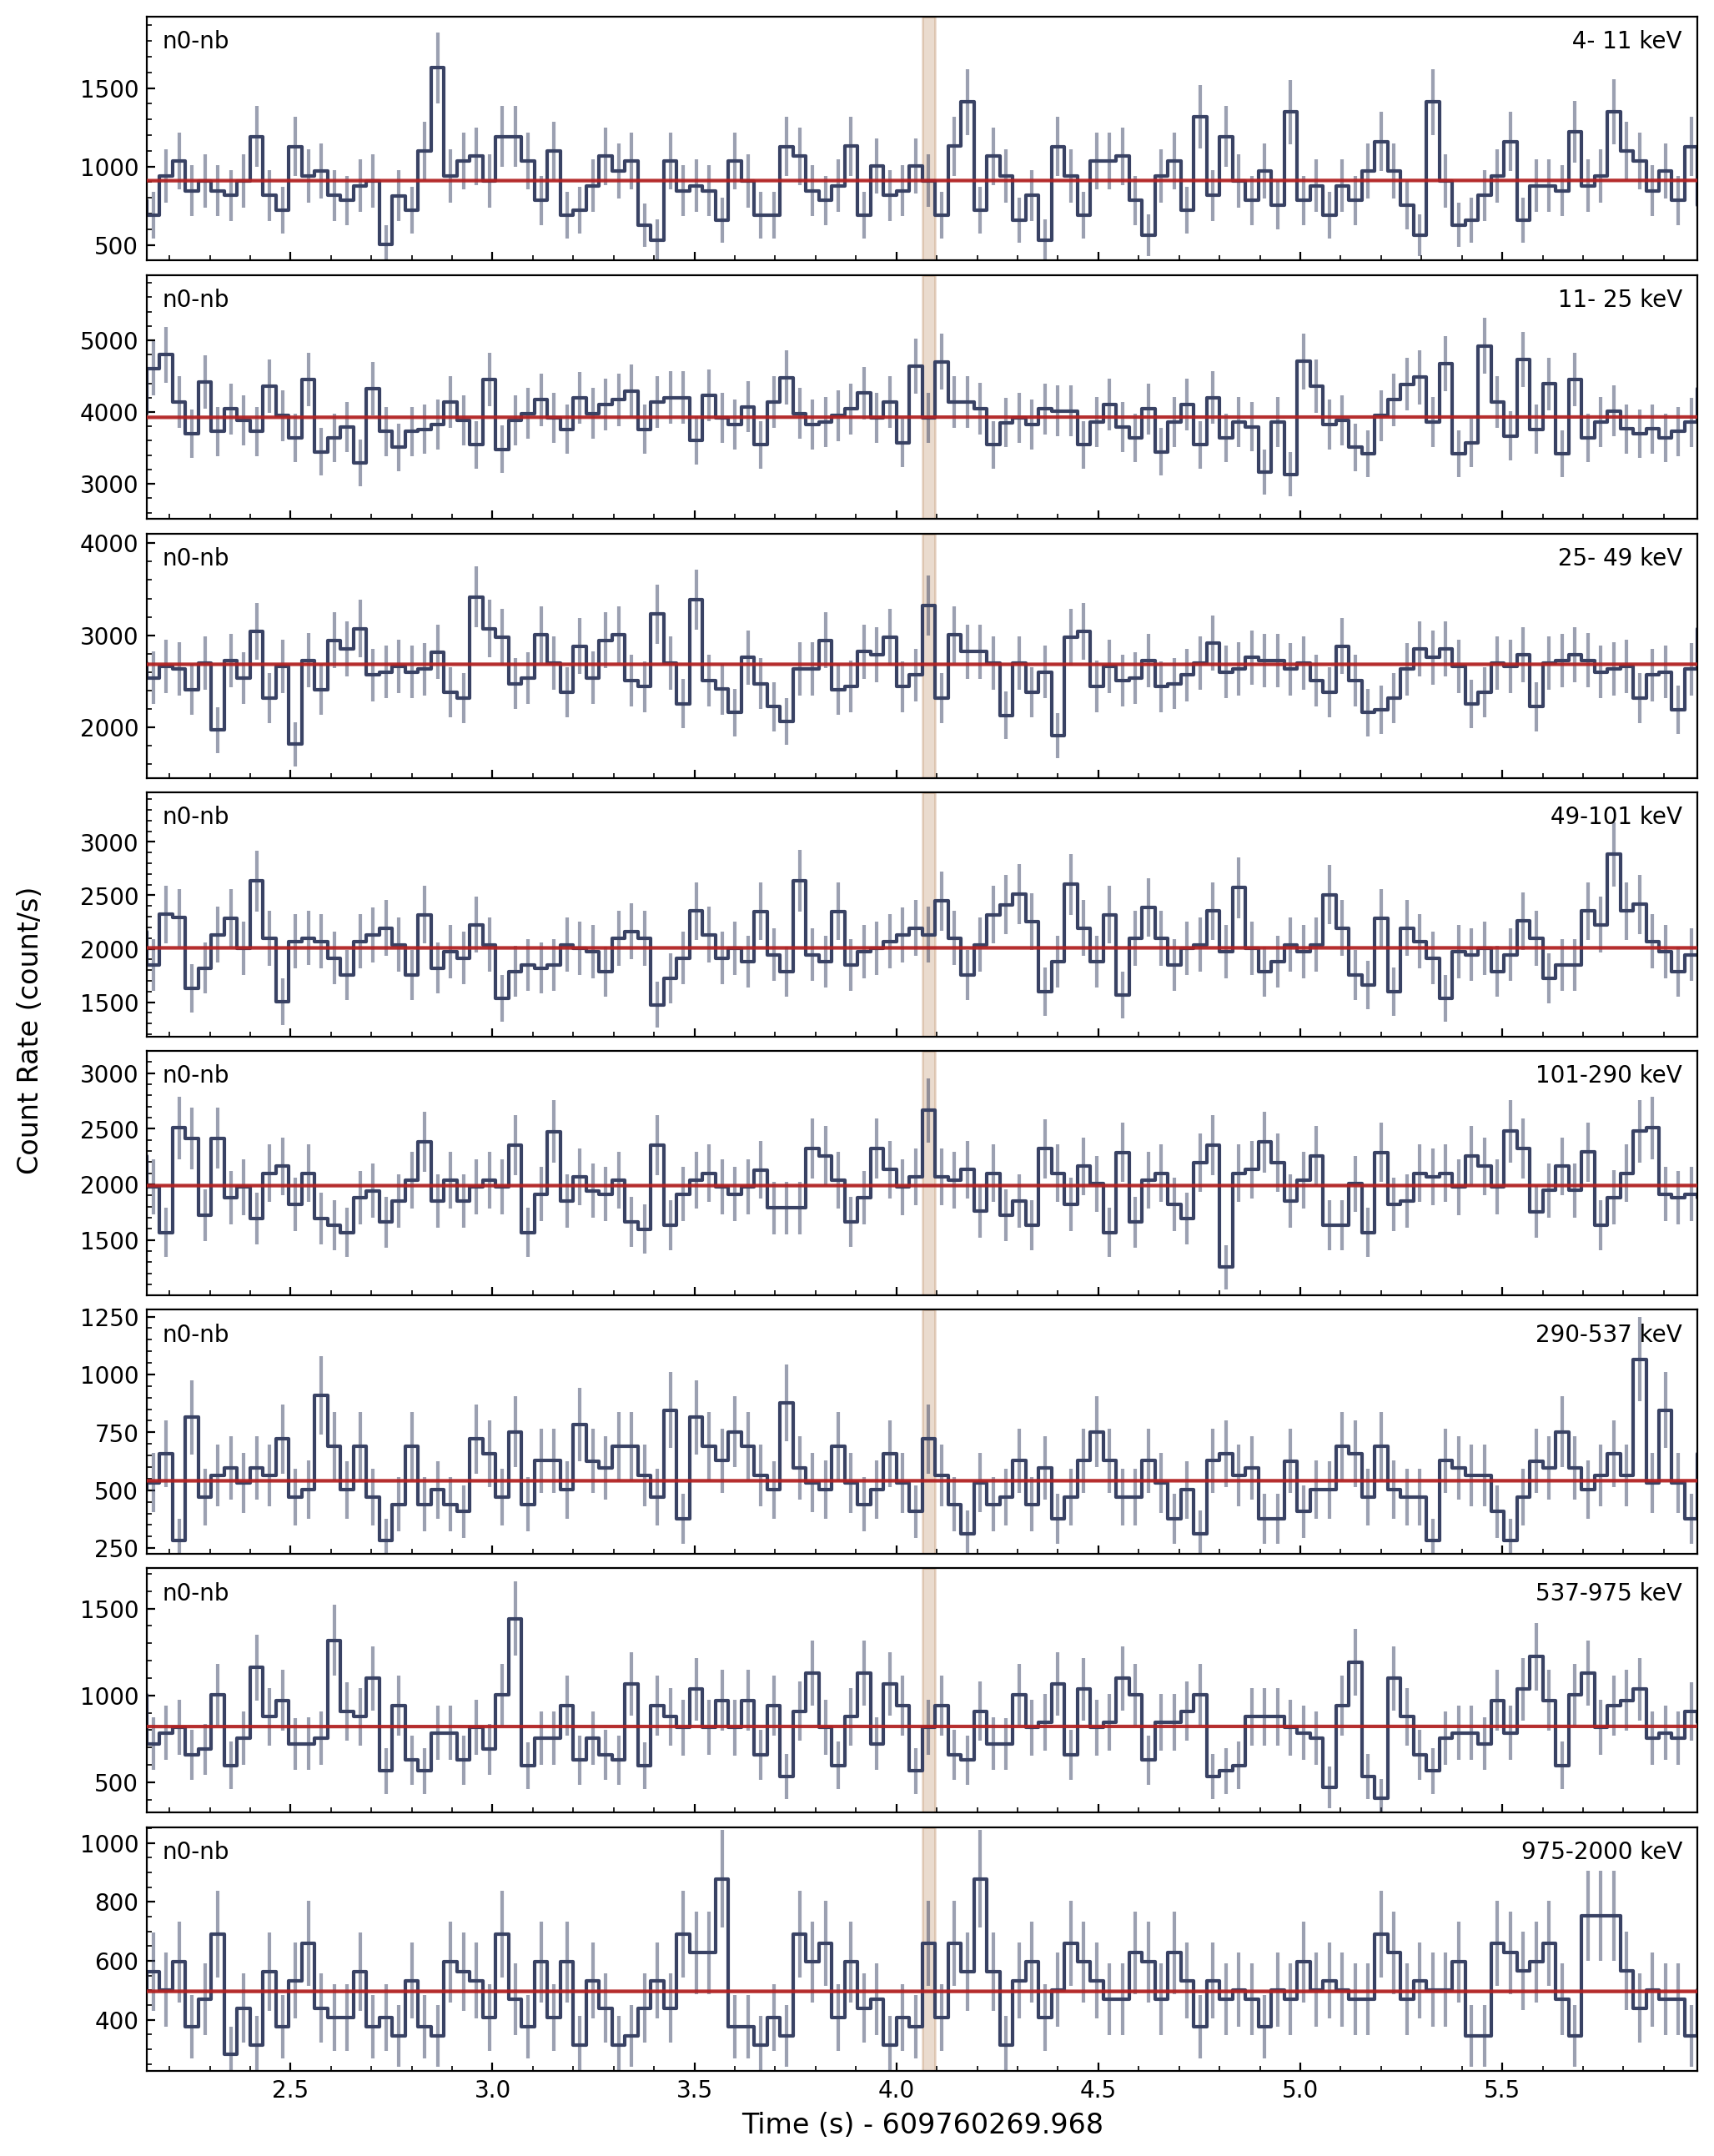 n0-nb 4- 11 keV
1500
1000
500
n0-nb 11- 25 keV
5000
4000
3000
4000
n0-nb 25- 49 keV
3000
2000
n0-nb 49-101 keV
3000
2500
2000
1500
Count Rate (count/s)
3000
n0-nb 101-290 keV
2500
2000
1500
1250
n0-nb 290-537 keV
1000
750
500
250
n0-nb 537-975 keV
1500
1000
500
1000
n0-nb 975-2000 keV
800
600
400
2.5 3.0 3.5 4.0 4.5 5.0 5.5
Time (s) - 609760269.968